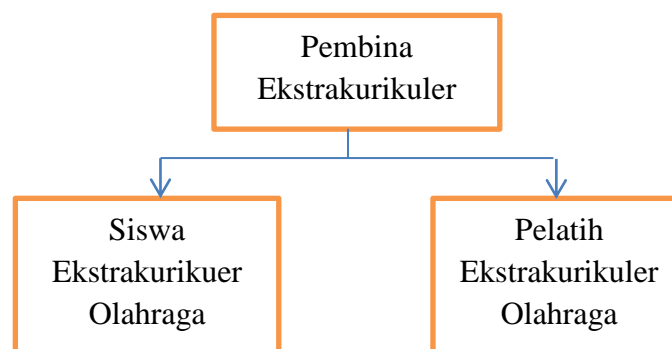 Pembina
Ekstrakurikuler
Siswa
Ekstrakurikuer
Olahraga
Pelatih
Ekstrakurikuler
Olahraga